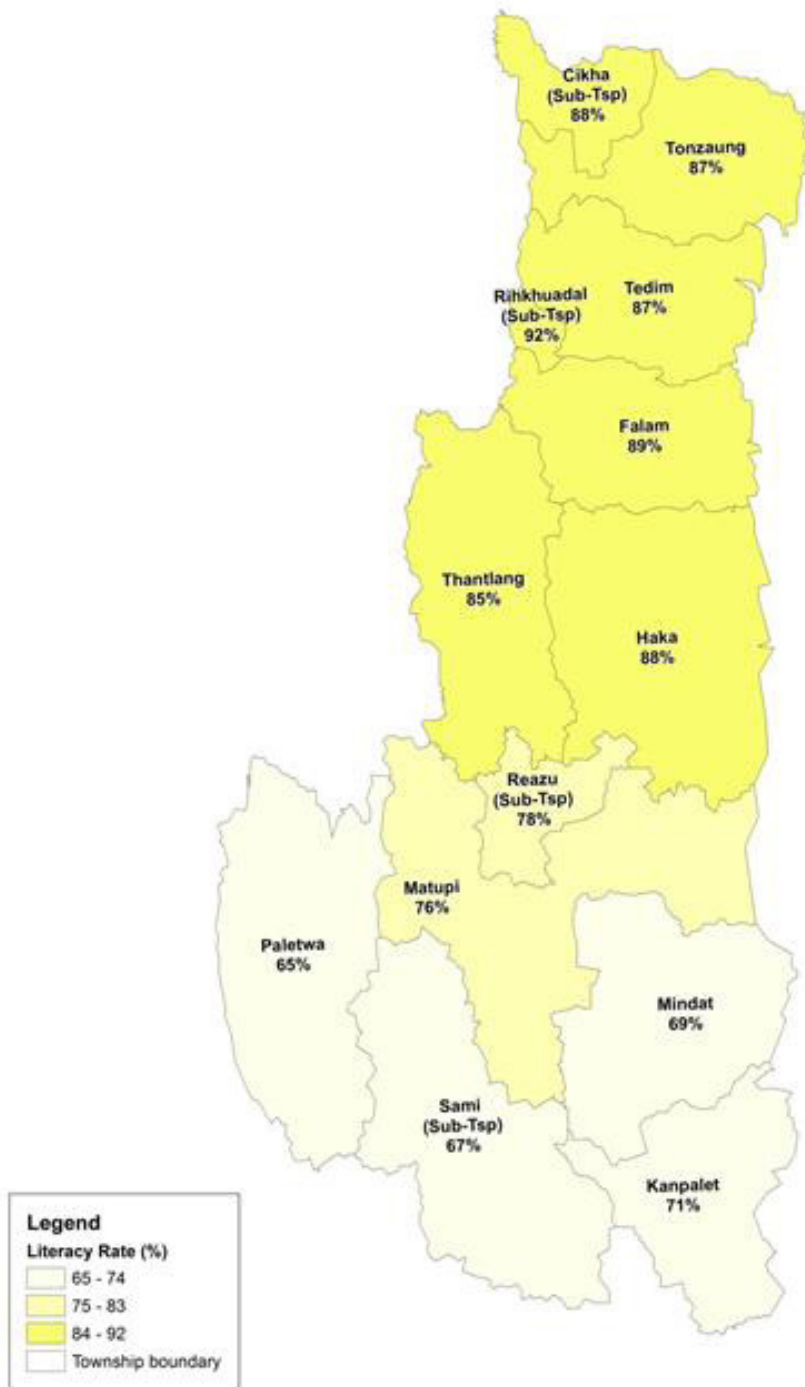 Cikha
(Sub-Tsp)
88%
Tonzaung
87%
Tedim
87%
Rihkhuadal
(Sub-Tsp)
92%
Falam
89%
Thantlang
85%
Haka
88%
Reazu
(Sub-Tsp)
78%
Matupi
76%
Paletwa
65%
Mindat
69%
Sami
(Sub-Tsp)
67%
Kanpalet
71%
Legend
Literacy Rate (%)
65 - 74
75 - 83
84 - 92
Township boundary